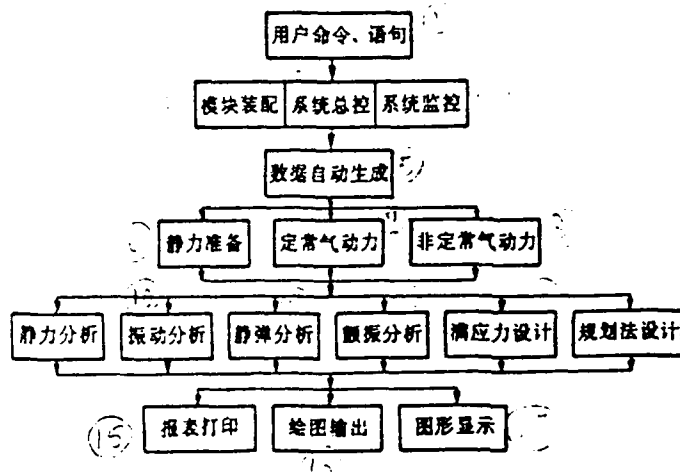 用户命令、语句
模块装配 系统总控 系统监控
数据自动生成
静力准备 定常气动力 非定常气动力
静力分析 振动分析 静弹分析 颤振分析 满应力设计 规划法设计
报表打印 绘图输出 图形显示
15